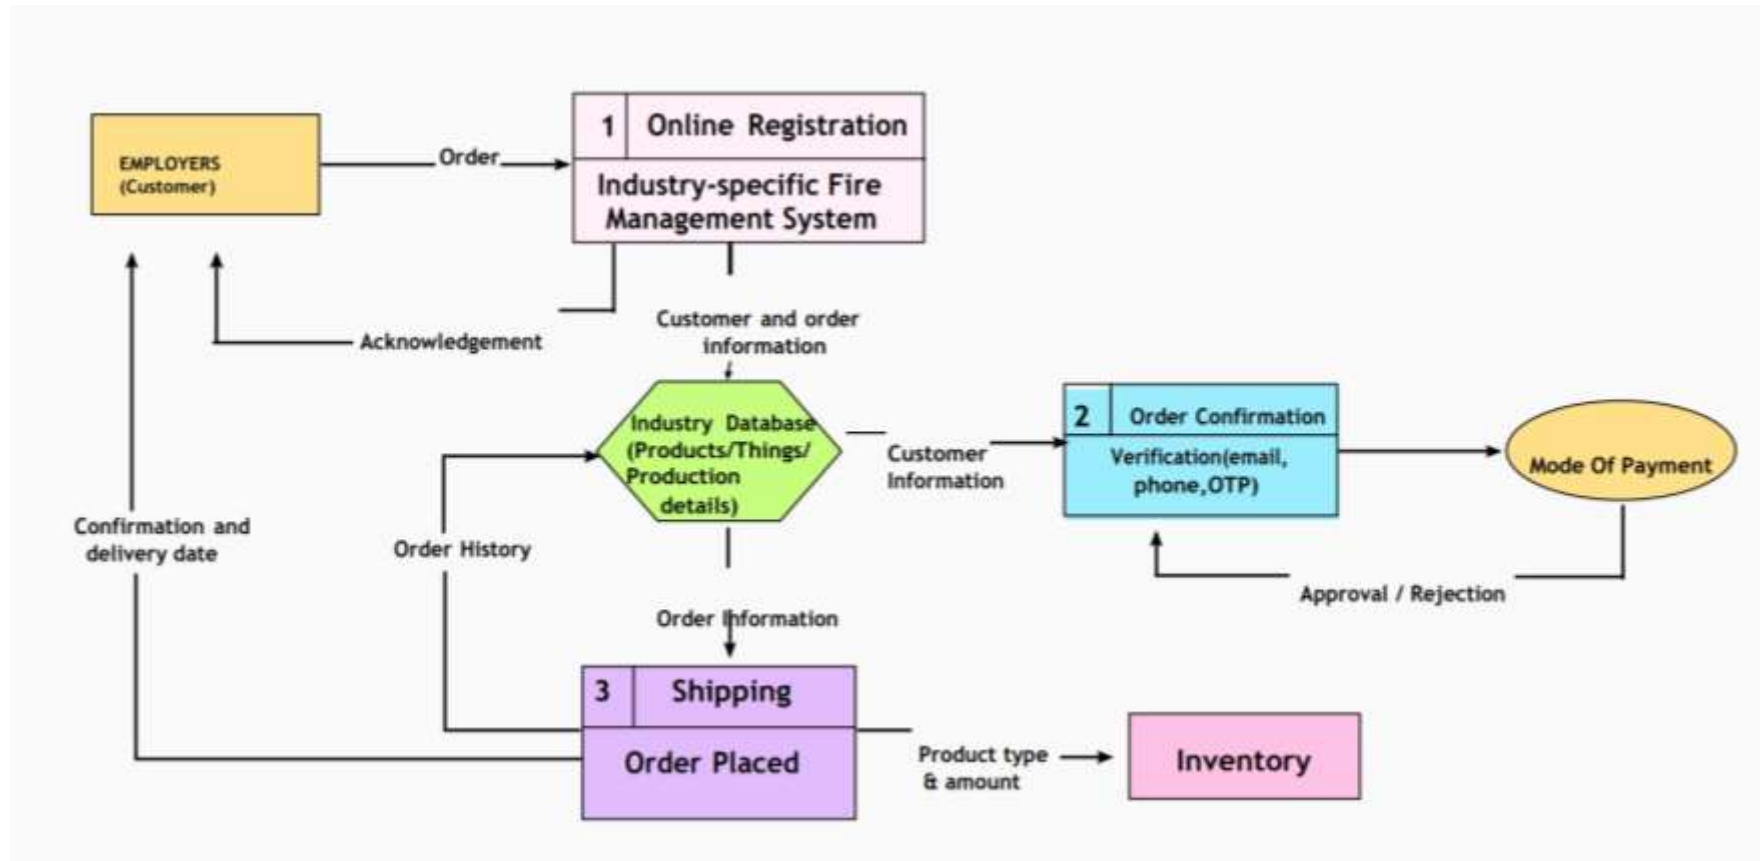 1 Online Registration
EMPLOYERS
(Customer)
Order
Industry-specific Fire
Management System
Acknowledgement
Customer and order
information
Industry Database
(Products/Things/
Production
details)
Customer
Information
2 Order Confirmation
Verification(email,
phone,OTP)
Mode Of Payment
Approval / Rejection
Confirmation and
delivery date
Order History
Order Information
3 Shipping
Order Placed
Product type
& amount
Inventory